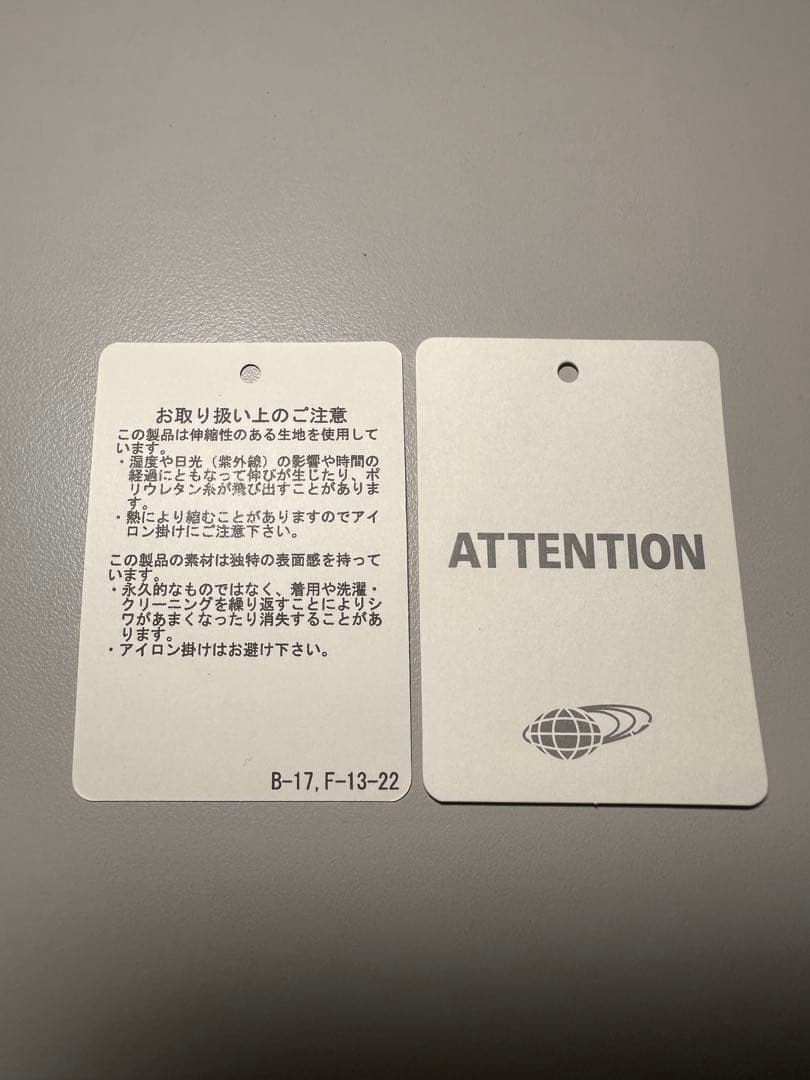 お取り扱い上のご注意
この製品は伸縮性のある生地を使用して
います。
・湿度や日光（紫外線）の影響や時間の
経過にともなって伸びが生じたり、ポ
リウレタン糸が飛び出すことがありま
す。
・熱により縮むことがありますのでアイ
ロン掛けにご注意下さい。
この製品の素材は独特の表面感を持って
います。
・永久的なものではなく、着用や洗濯・
クリーニングを繰り返すことによりシ
ワがあまくなったり消失することがあ
ります。
・アイロン掛けはお避け下さい。
B-17,F-13-22
ATTENTION